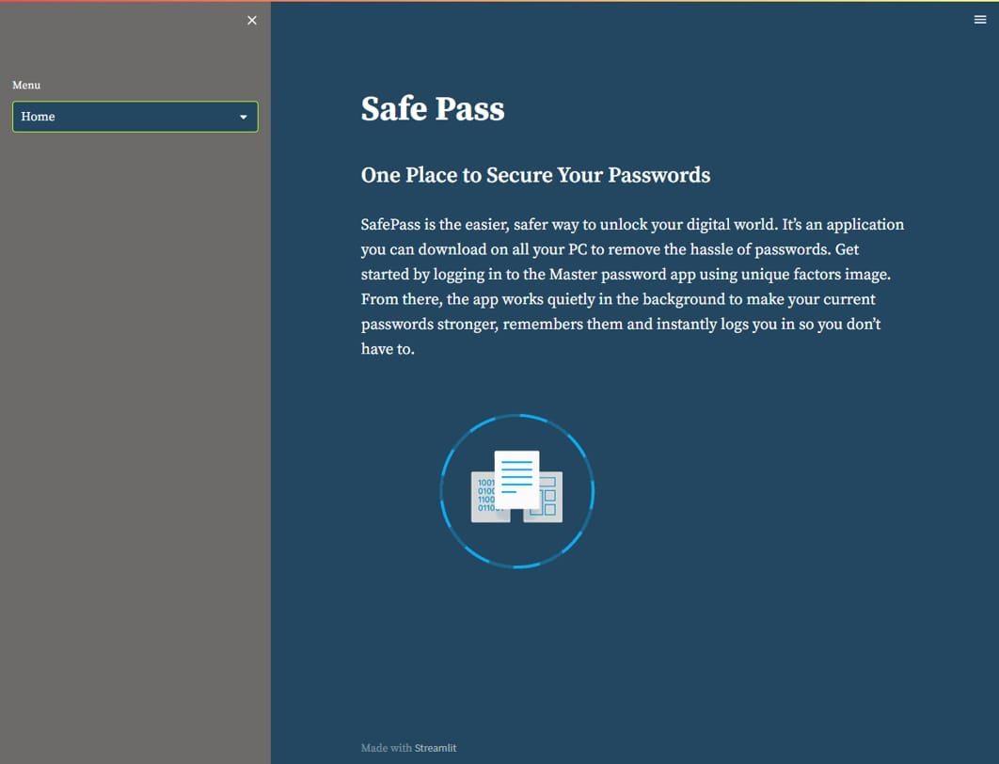 Menu
Home
Safe Pass
One Place to Secure Your Passwords
SafePass is the easier, safer way to unlock your digital world. It’s an application
you can download on all your PC to remove the hassle of passwords. Get
started by logging in to the Master password app using unique factors image.
From there, the app works quietly in the background to make your current
passwords stronger, remembers them and instantly logs you in so you don’t
have to.
1001
0100
1100
Made with Streamlit